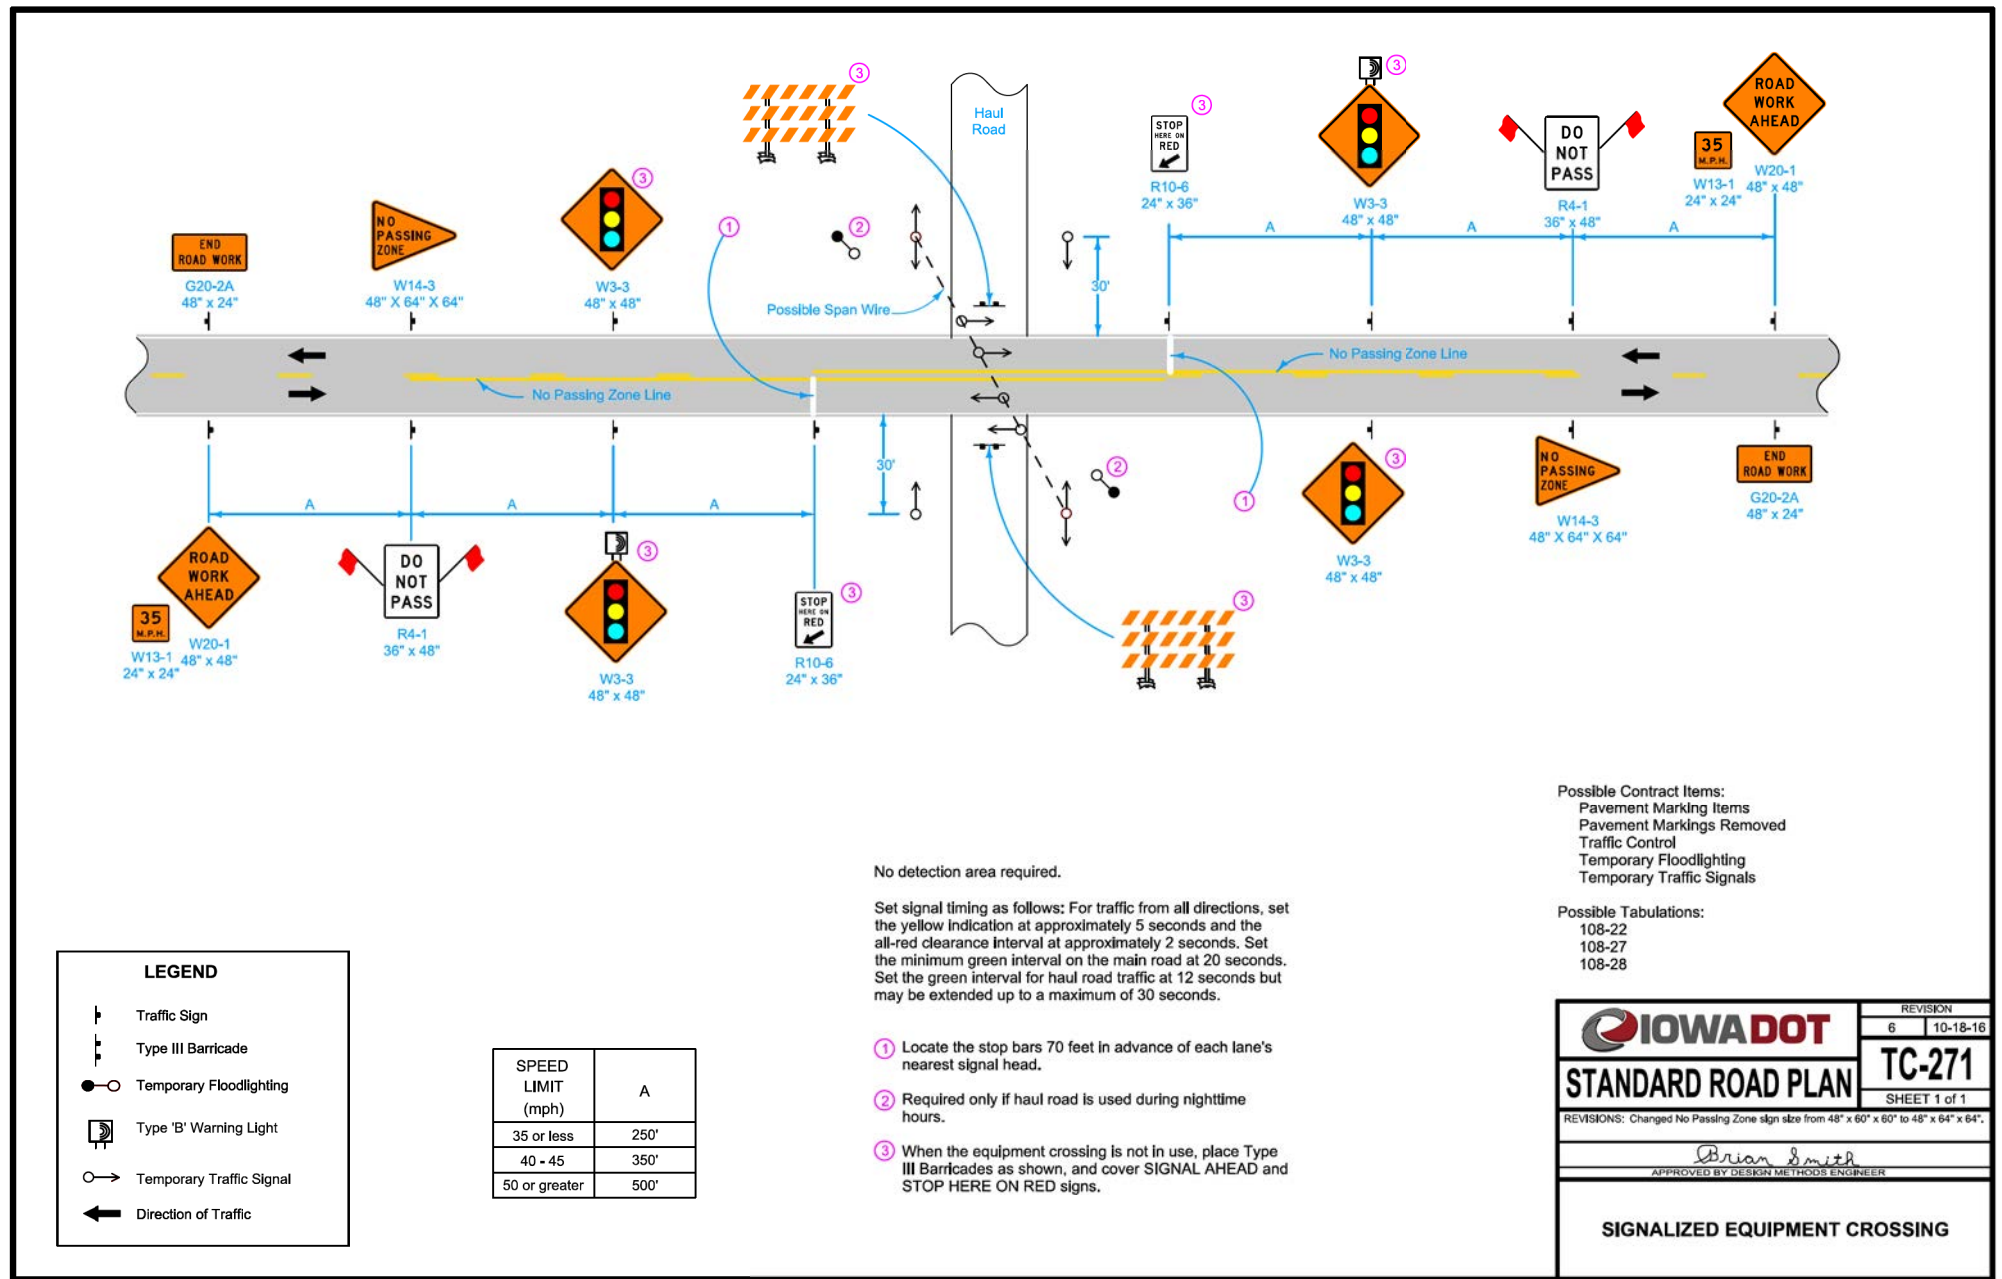 3
Haul
Road
3
STOP
HERE ON
RED
R10-6
24" x 36"
3
W3-3
48" x 48"
DO
NOT
PASS
R4-1
36" x 48"
35
M.P.H.
W13-1
24" x 24"
ROAD
WORK
AHEAD
W20-1
48" x 48"
END
ROAD WORK
G20-2A
48" x 24"
NO
PASSING
ZONE
W14-3
48" X 64" X 64"
3
W3-3
48" x 48"
1
2
Possible Span Wire
30'
A
A
A
No Passing Zone Line
No Passing Zone Line
30'
2
1
A
A
A
35
M.P.H.
W13-1
24" x 24"
ROAD
WORK
AHEAD
W20-1
48" x 48"
DO
NOT
PASS
R4-1
36" x 48"
3
W3-3
48" x 48"
3
STOP
HERE ON
RED
R10-6
24" x 36"
3
3
W3-3
48" x 48"
NO
PASSING
ZONE
W14-3
48" X 64" X 64"
END
ROAD WORK
G20-2A
48" x 24"
Possible Contract Items:
Pavement Marking Items
Pavement Markings Removed
Traffic Control
Temporary Floodlighting
Temporary Traffic Signals
Possible Tabulations:
108-22
108-27
108-28
No detection area required.
Set signal timing as follows: For traffic from all directions, set
the yellow indication at approximately 5 seconds and the
all-red clearance interval at approximately 2 seconds. Set
the minimum green interval on the main road at 20 seconds.
Set the green interval for haul road traffic at 12 seconds but
may be extended up to a maximum of 30 seconds.
1 Locate the stop bars 70 feet in advance of each lane's
nearest signal head.
2 Required only if haul road is used during nighttime
hours.
3 When the equipment crossing is not in use, place Type
III Barricades as shown, and cover SIGNAL AHEAD and
STOP HERE ON RED signs.
LEGEND
Traffic Sign
Type III Barricade
Temporary Floodlighting
Type 'B' Warning Light
Temporary Traffic Signal
Direction of Traffic
SPEED
LIMIT
(mph)
A
35 or less 250'
40 - 45 350'
50 or greater 500'
IOWADOT
STANDARD ROAD PLAN
REVISION
6 10-18-16
TC-271
SHEET 1 of 1
REVISIONS: Changed No Passing Zone sign size from 48" x 60" x 60" to 48" x 64" x 64".
Brian Smith
APPROVED BY DESIGN METHODS ENGINEER
SIGNALIZED EQUIPMENT CROSSING